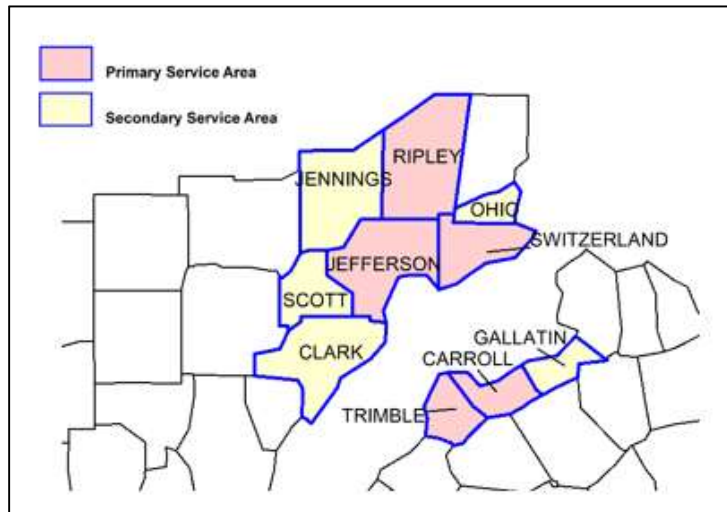 Primary Service Area
Secondary Service Area
RIPLEY
JENNINGS
OHIO
SWITZERLAND
JEFFERSON
SCOTT
GALLATIN
CLARK
CARROLL
TRIMBLE